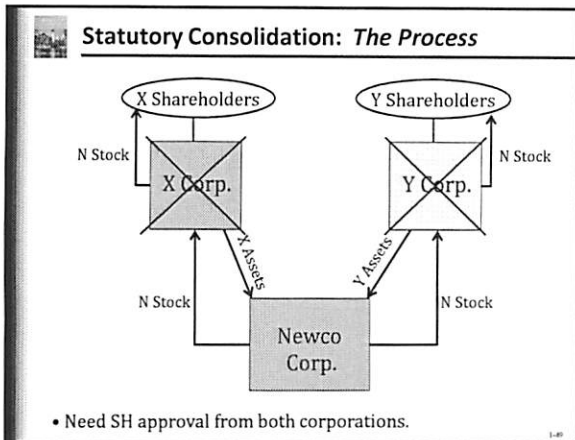 Statutory Consolidation: The Process
X Shareholders
Y Shareholders
N Stock
N Stock
X Corp.
Y Corp.
X Assets
Y Assets
N Stock
N Stock
Newco
Corp.
• Need SH approval from both corporations.